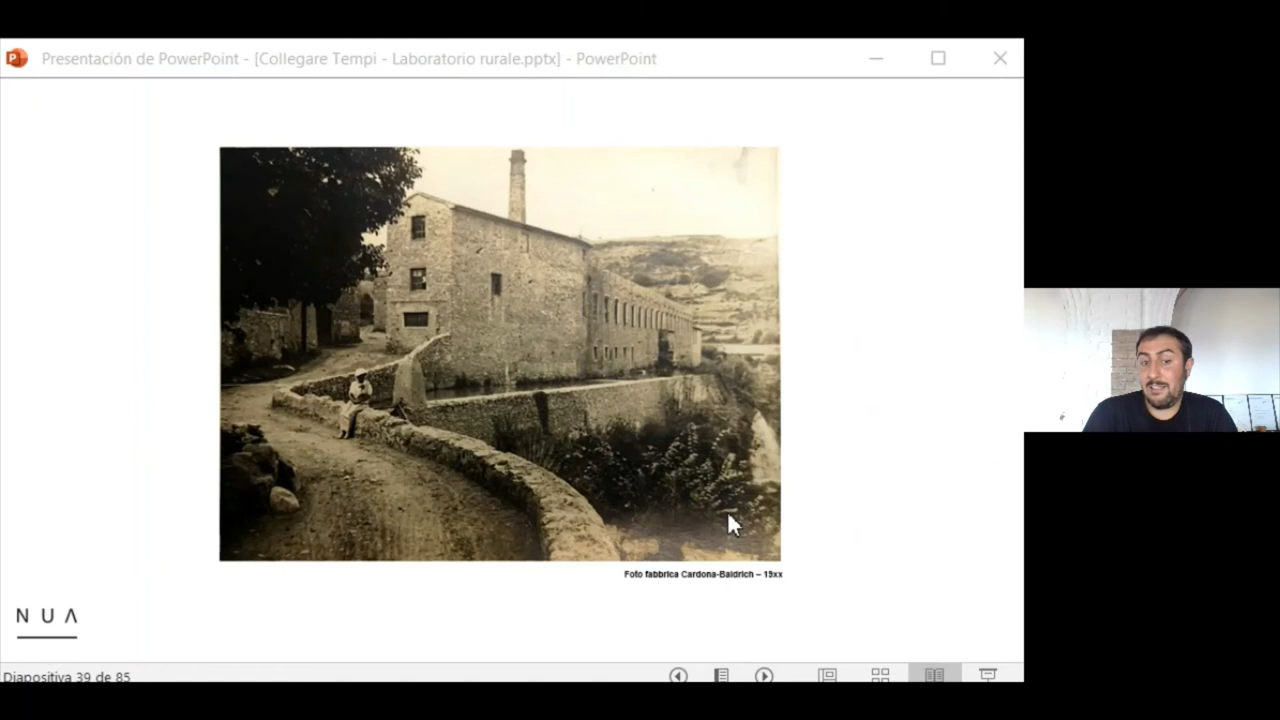 Presentación de PowerPoint - [Collegare Tempi - Laboratorio rurale.pptx] - PowerPoint
Foto fabbrica Cardona-Baldrich – 19xx
NUA
Diapositiva 39 de 85